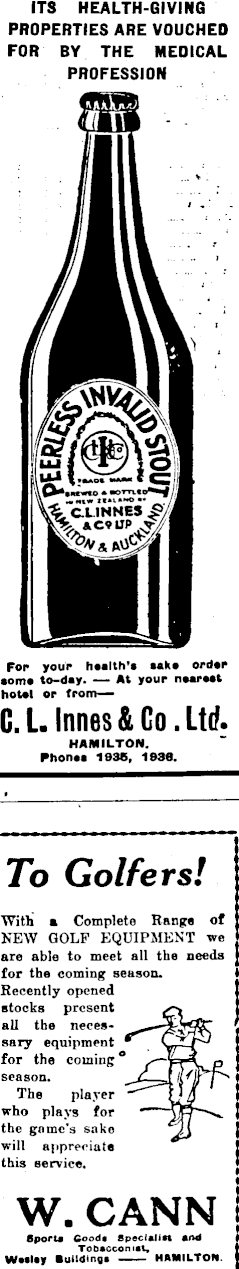 ITS HEALTH-GIVING
PROPERTIES ARE VOUCHED
FOR BY THE MEDICAL
PROFESSION
PEERLESS INVALID STOUT
TRADE MARK
BREWED & BOTTLED
IN NEW ZEALAND BY
C.L.INNES
& CO LTD
HAMILTON & AUCKLAND
For your health's sake order
some to-day. — At your nearest
hotel or from—
C. L. Innes & Co. Ltd.
HAMILTON.
Phones 1935, 1936.
To Golfers!
With a Complete Range of
NEW GOLF EQUIPMENT we
are able to meet all the needs
for the coming season.
Recently opened
stocks present
all the neces-
sary equipment
for the coming
season.
The player
who plays for
the game's sake
will appreciate
this service.
W. CANN
Sports Goods Specialist and
Tobacconist,
Wesley Buildings — HAMILTON.